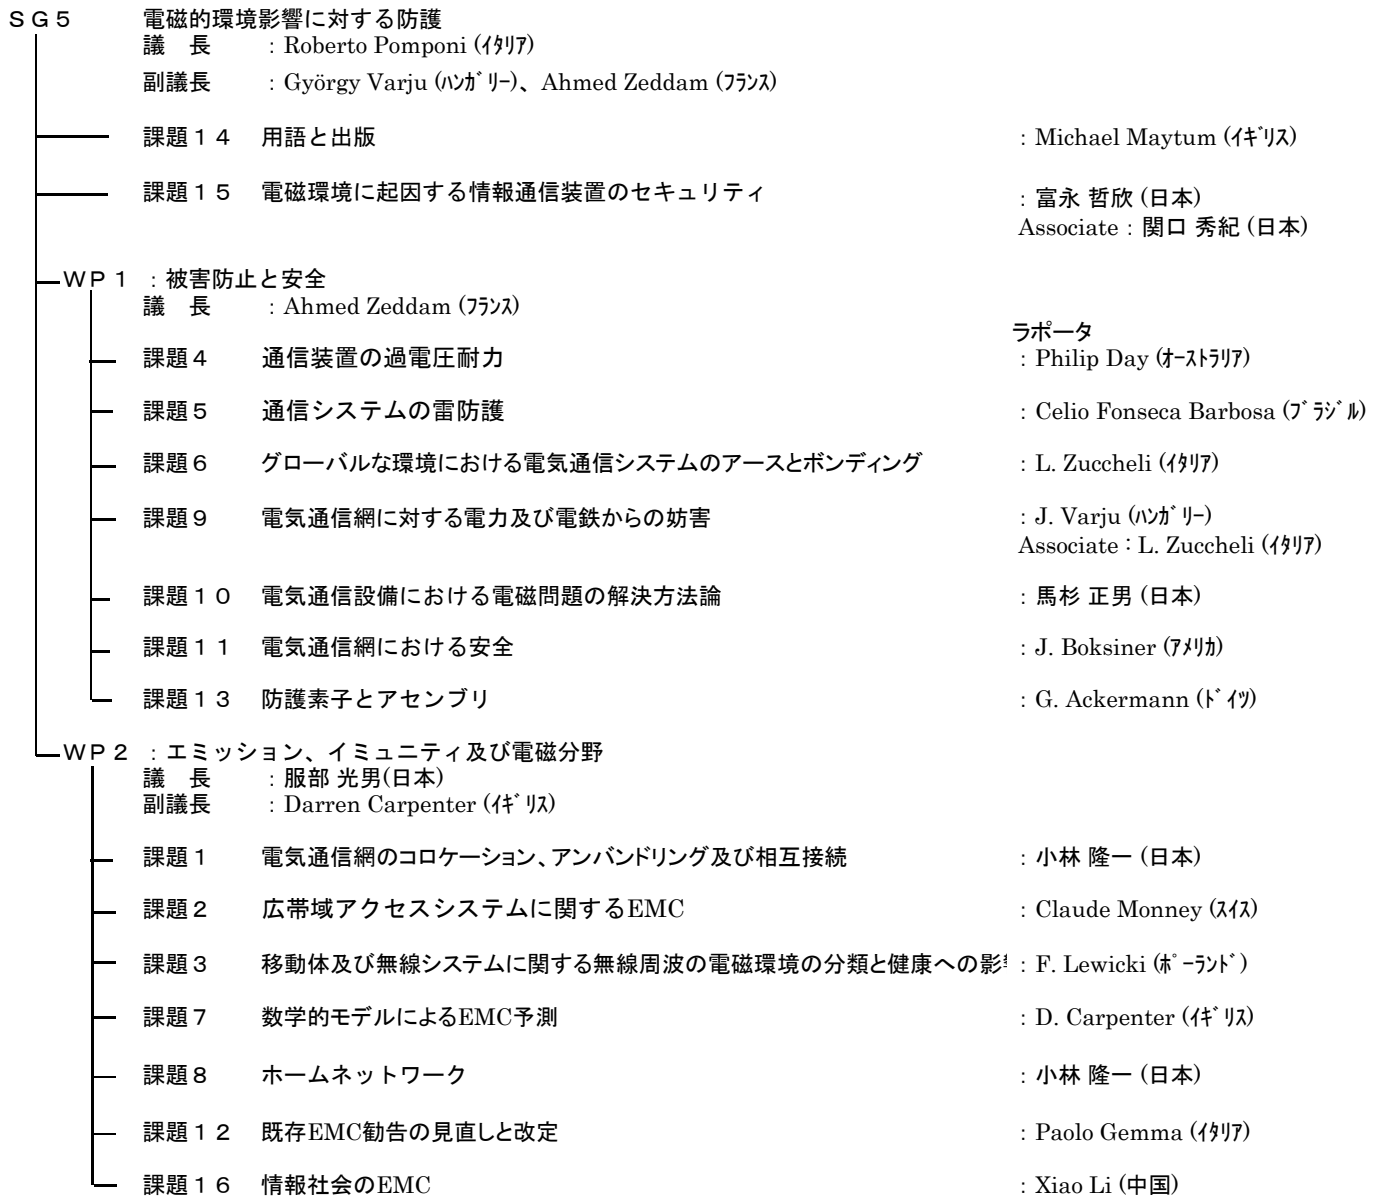 ＳＧ５　電磁的環境影響に対する防護
議　長　：Roberto Pomponi (ｲﾀﾘｱ)
副議長　：György Varju (ﾊﾝｶﾞﾘｰ)、Ahmed Zeddam (ﾌﾗﾝｽ)
課題１４　用語と出版　：Michael Maytum (ｲｷﾞﾘｽ)
課題１５　電磁環境に起因する情報通信装置のセキュリティ　：富永 哲欣 (日本)
Associate：関口 秀紀 (日本)
ＷＰ１：被害防止と安全
議　長　：Ahmed Zeddam (ﾌﾗﾝｽ)
ラポータ
課題４　通信装置の過電圧耐力　：Philip Day (ｵｰｽﾄﾗﾘｱ)
課題５　通信システムの雷防護　：Celio Fonseca Barbosa (ﾌﾞﾗｼﾞﾙ)
課題６　グローバルな環境における電気通信システムのアースとボンディング　：L. Zuccheli (ｲﾀﾘｱ)
課題９　電気通信網に対する電力及び電鉄からの妨害　：J. Varju (ﾊﾝｶﾞﾘｰ)
Associate：L. Zuccheli (ｲﾀﾘｱ)
課題１０　電気通信設備における電磁問題の解決方法論　：馬杉 正男 (日本)
課題１１　電気通信網における安全　：J. Boksiner (ｱﾒﾘｶ)
課題１３　防護素子とアセンブリ　：G. Ackermann (ﾄﾞｲﾂ)
ＷＰ２：エミッション、イミュニティ及び電磁分野
議　長　：服部 光男(日本)
副議長　：Darren Carpenter (ｲｷﾞﾘｽ)
課題１　電気通信網のコロケーション、アンバンドリング及び相互接続　：小林 隆一 (日本)
課題２　広帯域アクセスシステムに関するEMC　：Claude Monney (ｽｲｽ)
課題３　移動体及び無線システムに関する無線周波の電磁環境の分類と健康への影　：F. Lewicki (ﾎﾟｰﾗﾝﾄﾞ)
課題７　数学的モデルによるEMC予測　：D. Carpenter (ｲｷﾞﾘｽ)
課題８　ホームネットワーク　：小林 隆一 (日本)
課題１２　既存EMC勧告の見直しと改定　：Paolo Gemma (ｲﾀﾘｱ)
課題１６　情報社会のEMC　：Xiao Li (中国)